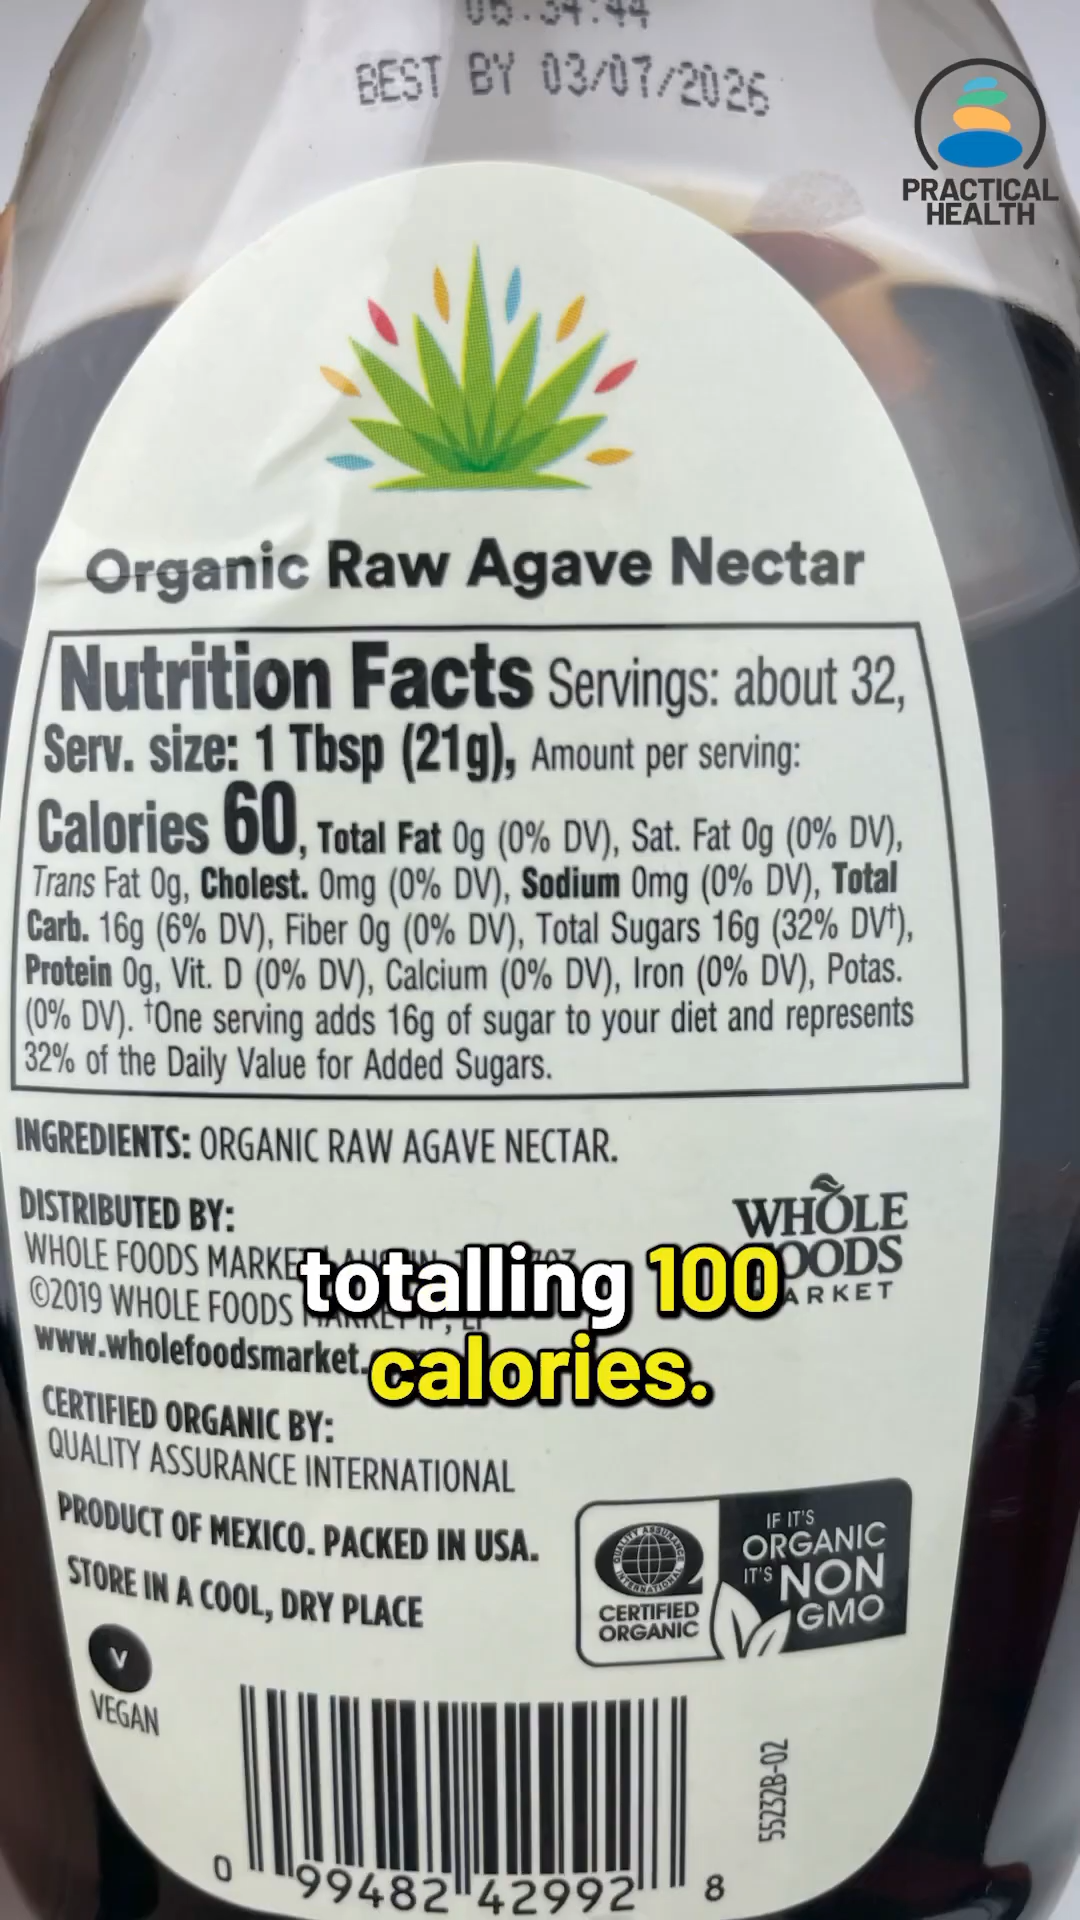 BEST BY 03/07/2026
PRACTICAL
HEALTH
Organic Raw Agave Nectar
Nutrition Facts Servings: about 32,
Serv. size: 1 Tbsp (21g), Amount per serving:
Calories 60, Total Fat 0g (0% DV), Sat. Fat 0g (0% DV),
Trans Fat 0g, Cholest. 0mg (0% DV), Sodium 0mg (0% DV), Total
Carb. 16g (6% DV), Fiber 0g (0% DV), Total Sugars 16g (32% DV†),
Protein 0g, Vit. D (0% DV), Calcium (0% DV), Iron (0% DV), Potas.
(0% DV). †One serving adds 16g of sugar to your diet and represents
32% of the Daily Value for Added Sugars.
INGREDIENTS: ORGANIC RAW AGAVE NECTAR.
DISTRIBUTED BY:
WHOLE FOODS
©2019 WHOLE FOODS
www.wholefoodsmarket.
WHOLE
FOODS
MARKET
totalling 100
calories.
CERTIFIED ORGANIC BY:
QUALITY ASSURANCE INTERNATIONAL
PRODUCT OF MEXICO. PACKED IN USA.
STORE IN A COOL, DRY PLACE
QUALITY ASSURANCE
INTERNATIONAL
CERTIFIED
ORGANIC
IF IT'S
ORGANIC
IT'S NON
GMO
V
VEGAN
55232B-02
0 99482 42992 8